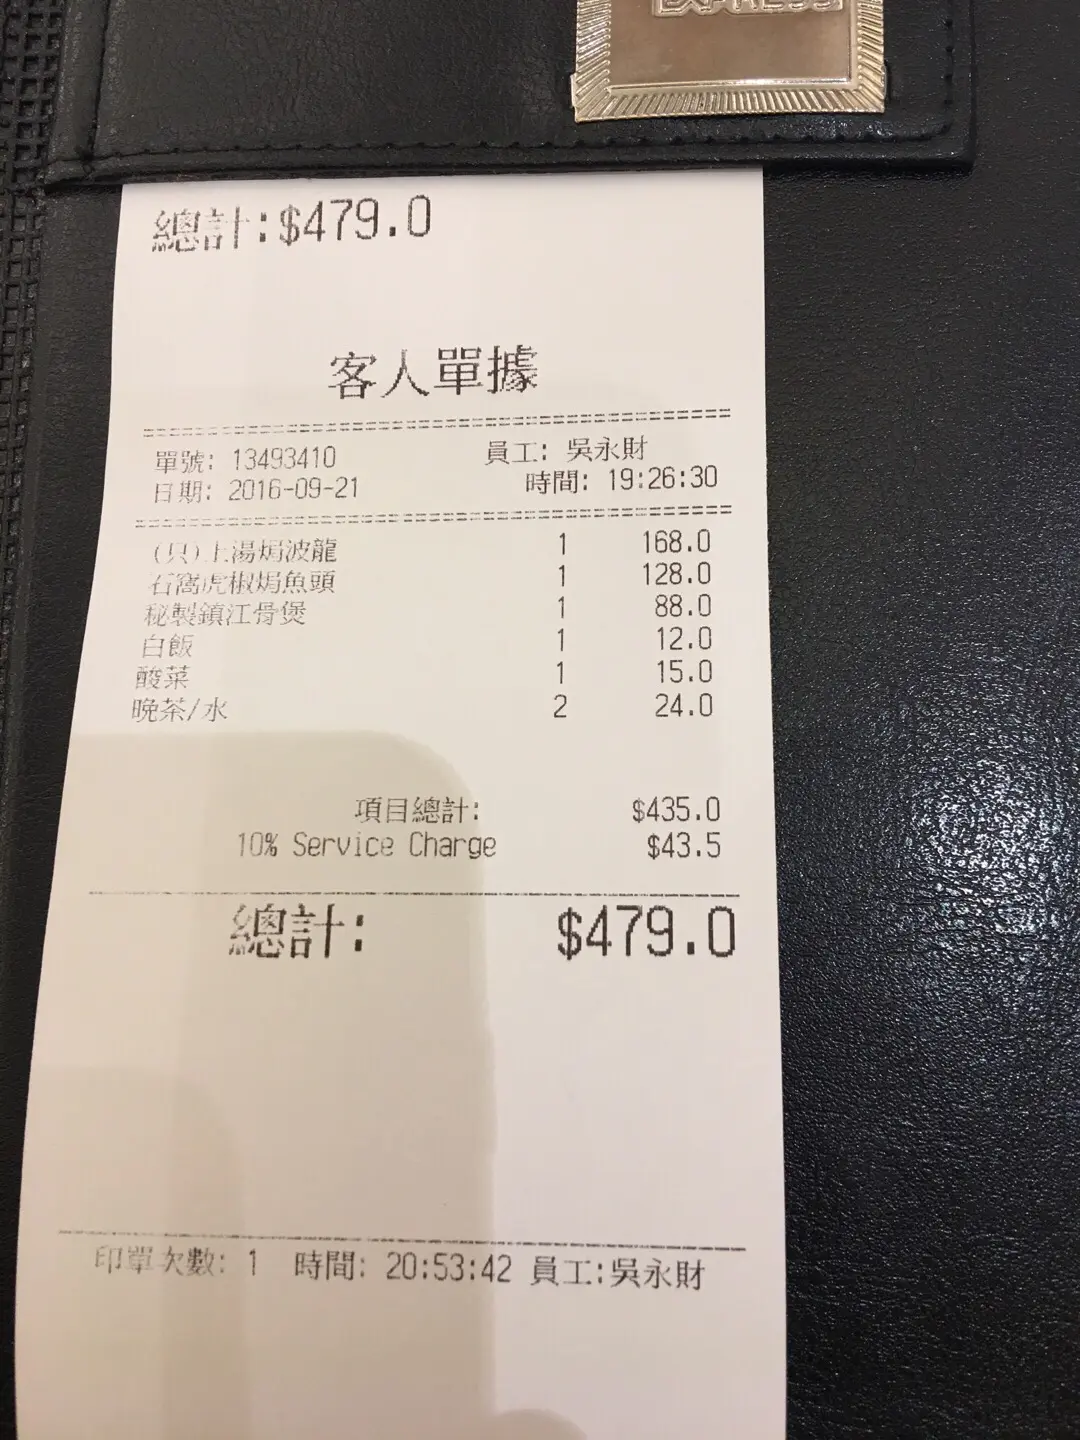 EXPRESS
總計:$479.0
客人單據
單號: 13493410 員工: 吳永財
日期: 2016-09-21 時間: 19:26:30
(只)上湯焗波龍 1 168.0
石窩虎椒焗魚頭 1 128.0
秘製鎮江骨煲 1 88.0
白飯 1 12.0
酸菜 1 15.0
晚茶/水 2 24.0
項目總計: $435.0
10% Service Charge $43.5
總計: $479.0
印單次數: 1 時間: 20:53:42 員工:吳永財